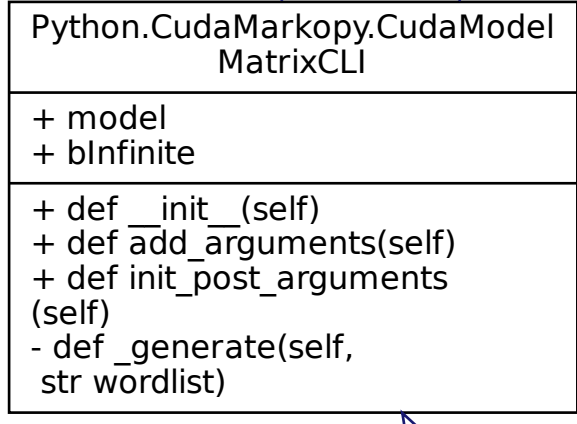 Python.CudaMarkopy.CudaModel
MatrixCLI
+ model
+ bInfinite
+ def __init__(self)
+ def add_arguments(self)
+ def init_post_arguments
(self)
- def _generate(self,
str wordlist)